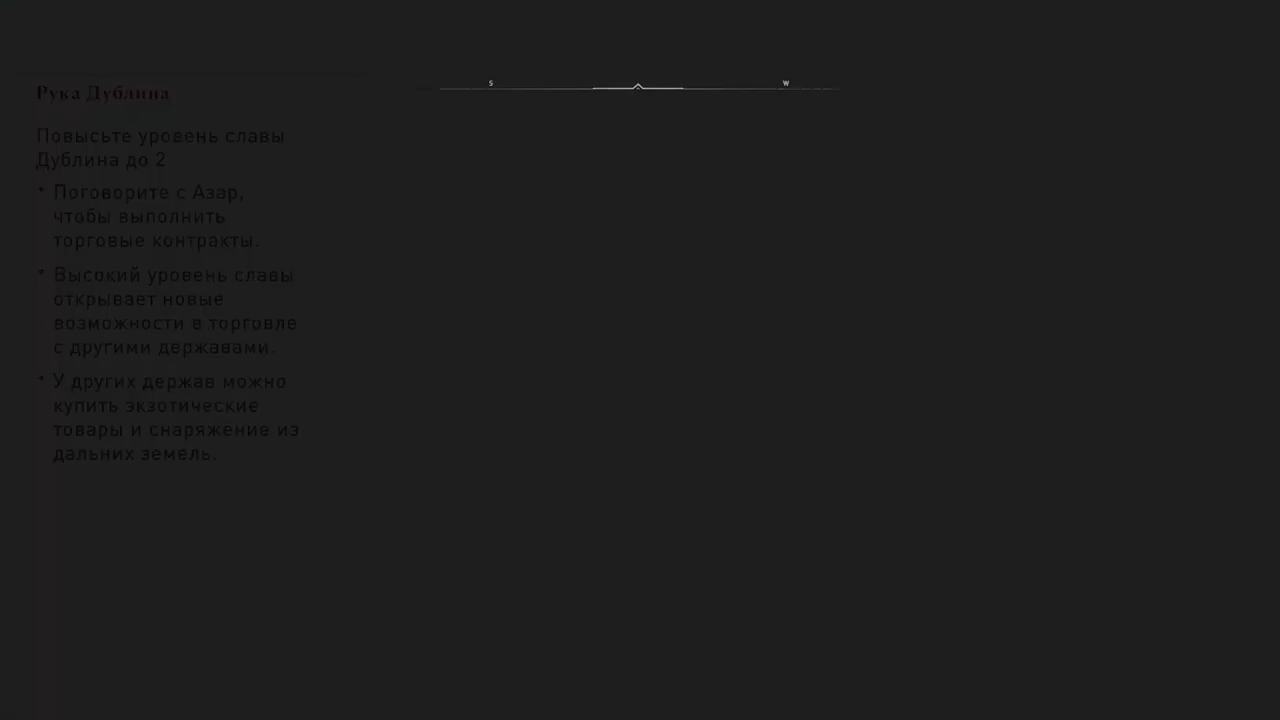 S W
Рука Дублина
Повысьте уровень славы
Дублина до 2
• Поговорите с Азар,
чтобы выполнить
торговые контракты.
• Высокий уровень славы
открывает новые
возможности в торговле
с другими державами.
• У других держав можно
купить экзотические
товары и снаряжение из
дальних земель.